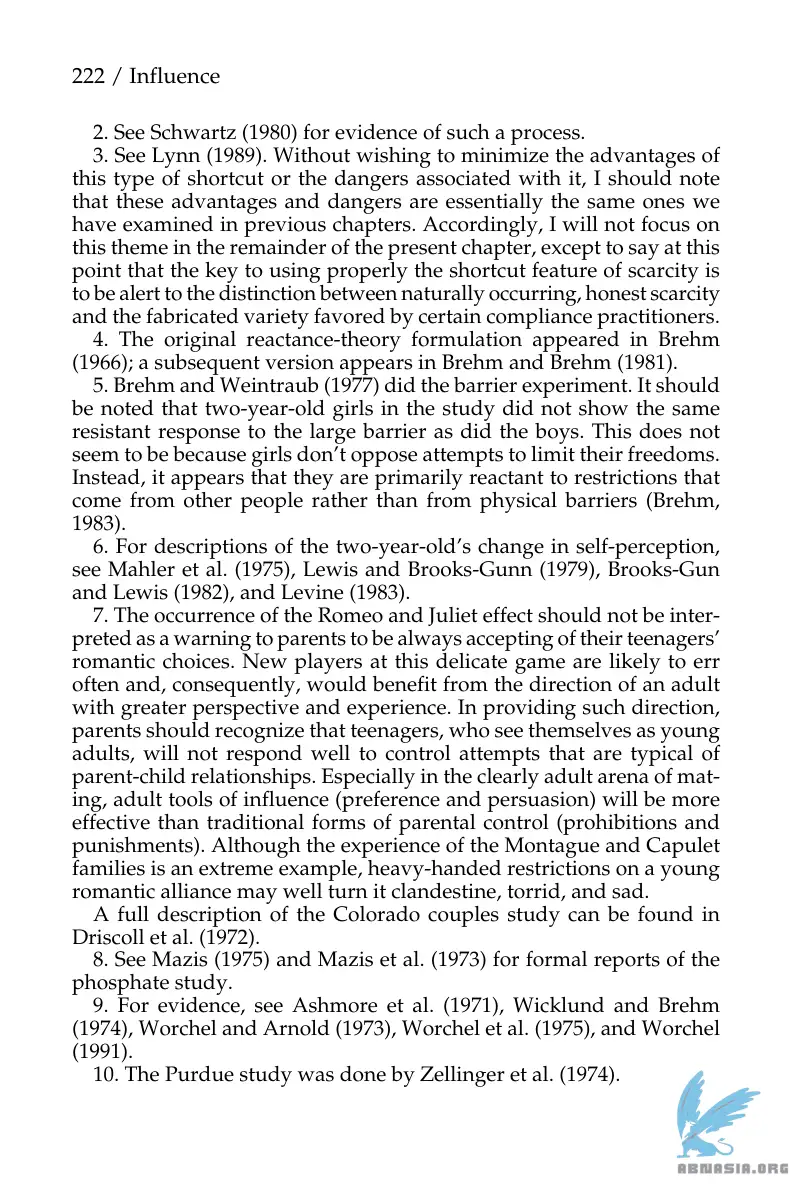 222 / Influence
2. See Schwartz (1980) for evidence of such a process.
3. See Lynn (1989). Without wishing to minimize the advantages of
this type of shortcut or the dangers associated with it, I should note
that these advantages and dangers are essentially the same ones we
have examined in previous chapters. Accordingly, I will not focus on
this theme in the remainder of the present chapter, except to say at this
point that the key to using properly the shortcut feature of scarcity is
to be alert to the distinction between naturally occurring, honest scarcity
and the fabricated variety favored by certain compliance practitioners.
4. The original reactance-theory formulation appeared in Brehm
(1966); a subsequent version appears in Brehm and Brehm (1981).
5. Brehm and Weintraub (1977) did the barrier experiment. It should
be noted that two-year-old girls in the study did not show the same
resistant response to the large barrier as did the boys. This does not
seem to be because girls don’t oppose attempts to limit their freedoms.
Instead, it appears that they are primarily reactant to restrictions that
come from other people rather than from physical barriers (Brehm,
1983).
6. For descriptions of the two-year-old’s change in self-perception,
see Mahler et al. (1975), Lewis and Brooks-Gunn (1979), Brooks-Gun
and Lewis (1982), and Levine (1983).
7. The occurrence of the Romeo and Juliet effect should not be inter-
preted as a warning to parents to be always accepting of their teenagers’
romantic choices. New players at this delicate game are likely to err
often and, consequently, would benefit from the direction of an adult
with greater perspective and experience. In providing such direction,
parents should recognize that teenagers, who see themselves as young
adults, will not respond well to control attempts that are typical of
parent-child relationships. Especially in the clearly adult arena of mat-
ing, adult tools of influence (preference and persuasion) will be more
effective than traditional forms of parental control (prohibitions and
punishments). Although the experience of the Montague and Capulet
families is an extreme example, heavy-handed restrictions on a young
romantic alliance may well turn it clandestine, torrid, and sad.
A full description of the Colorado couples study can be found in
Driscoll et al. (1972).
8. See Mazis (1975) and Mazis et al. (1973) for formal reports of the
phosphate study.
9. For evidence, see Ashmore et al. (1971), Wicklund and Brehm
(1974), Worchel and Arnold (1973), Worchel et al. (1975), and Worchel
(1991).
10. The Purdue study was done by Zellinger et al. (1974).
ABNASIA.ORG